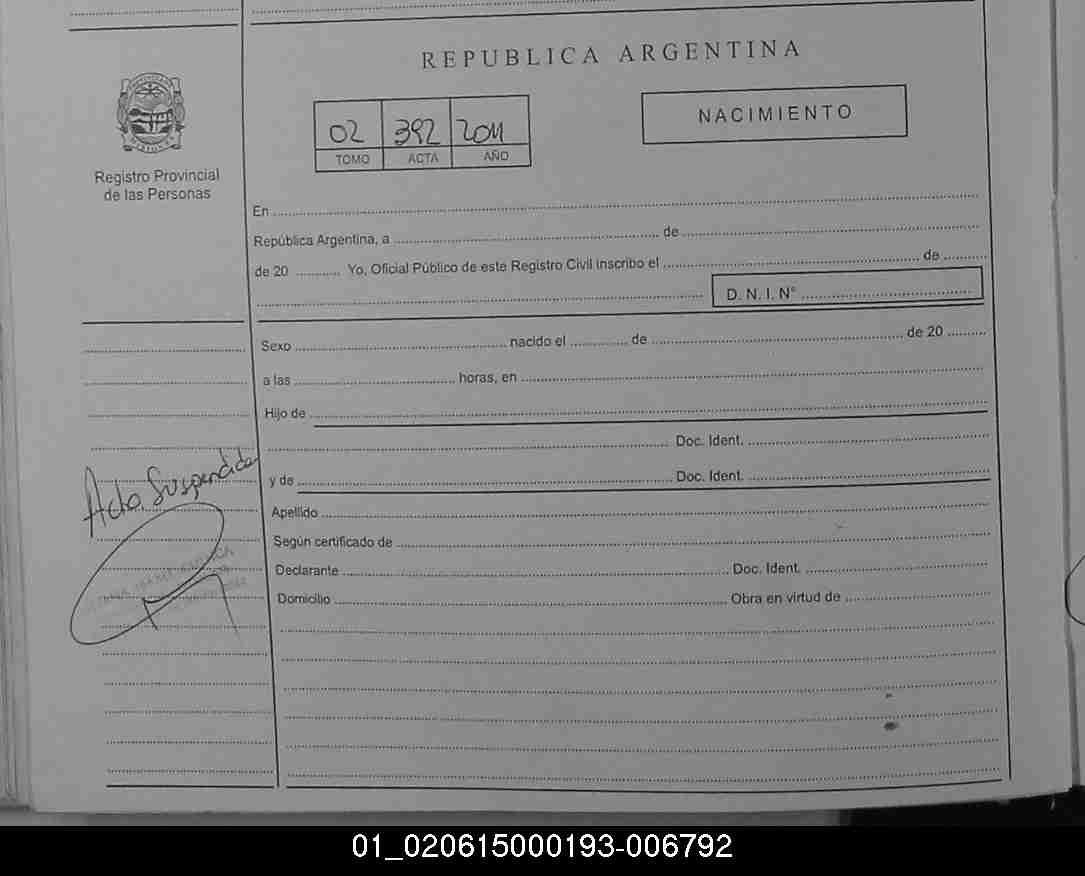 REPUBLICA ARGENTINA
02 392 2011
TOMO ACTA AÑO
NACIMIENTO
Registro Provincial
de las Personas
En
República Argentina, a de
de 20 Yo, Oficial Público de este Registro Civil inscribo el de
D. N. I. N°
Sexo nacido el de de 20
a las horas, en
Hijo de
Doc. Ident.
y de Doc. Ident.
Apellido
Según certificado de
Declarante Doc. Ident.
Domicilio Obra en virtud de
Acta Suspendida
01_020615000193-006792